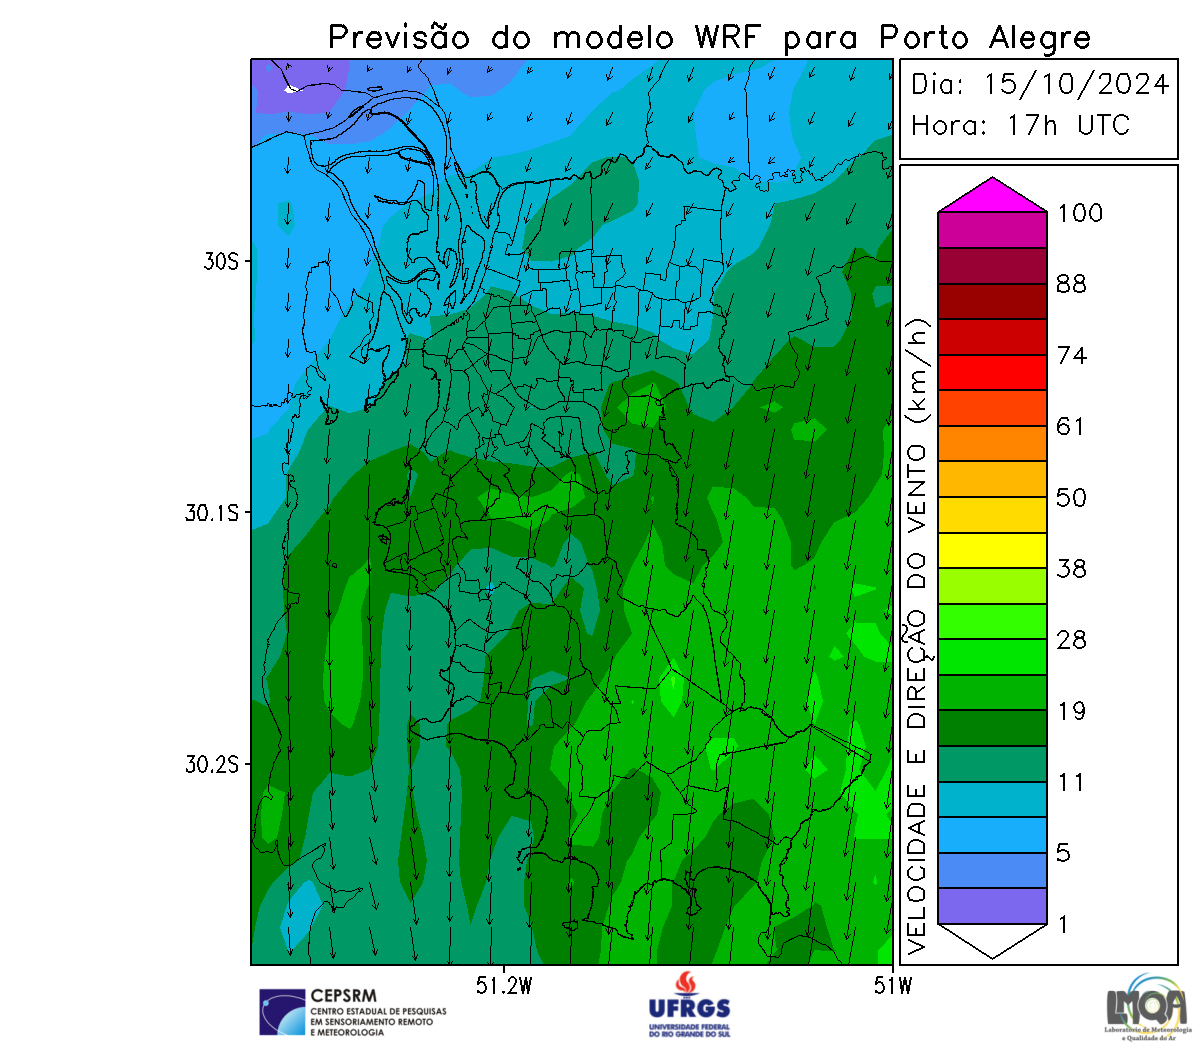 Previsão do modelo WRF para Porto Alegre
Dia: 15/10/2024
Hora: 17h UTC
100
88
74
61
50
38
28
19
11
5
1
VELOCIDADE E DIREÇÃO DO VENTO (km/h)
30S
30.1S
30.2S
51.2W
51W
CEPSRM
CENTRO ESTADUAL DE PESQUISAS
EM SENSORIAMENTO REMOTO
E METEOROLOGIA
UFRGS
UNIVERSIDADE FEDERAL
DO RIO GRANDE DO SUL
LMQA
Laboratório de Meteorologia
e Qualidade do Ar